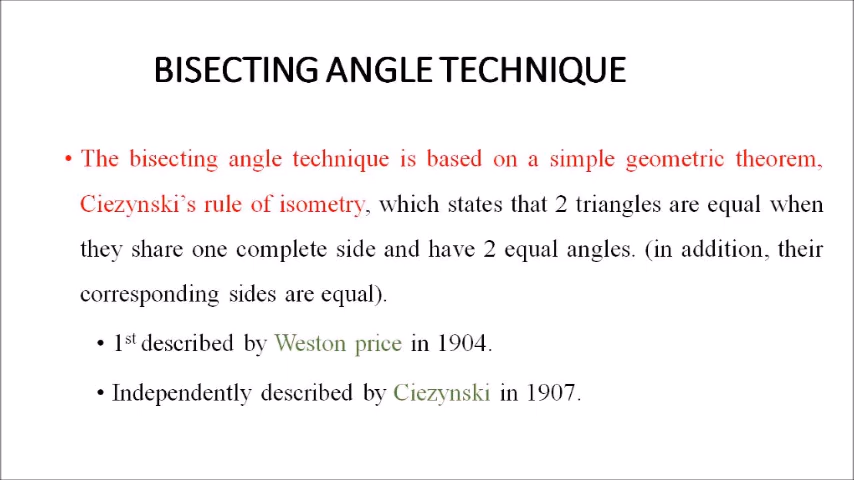 BISECTING ANGLE TECHNIQUE
• The bisecting angle technique is based on a simple geometric theorem,
Ciezynski's rule of isometry, which states that 2 triangles are equal when
they share one complete side and have 2 equal angles. (in addition, their
corresponding sides are equal).
• 1st described by Weston price in 1904.
• Independently described by Ciezynski in 1907.